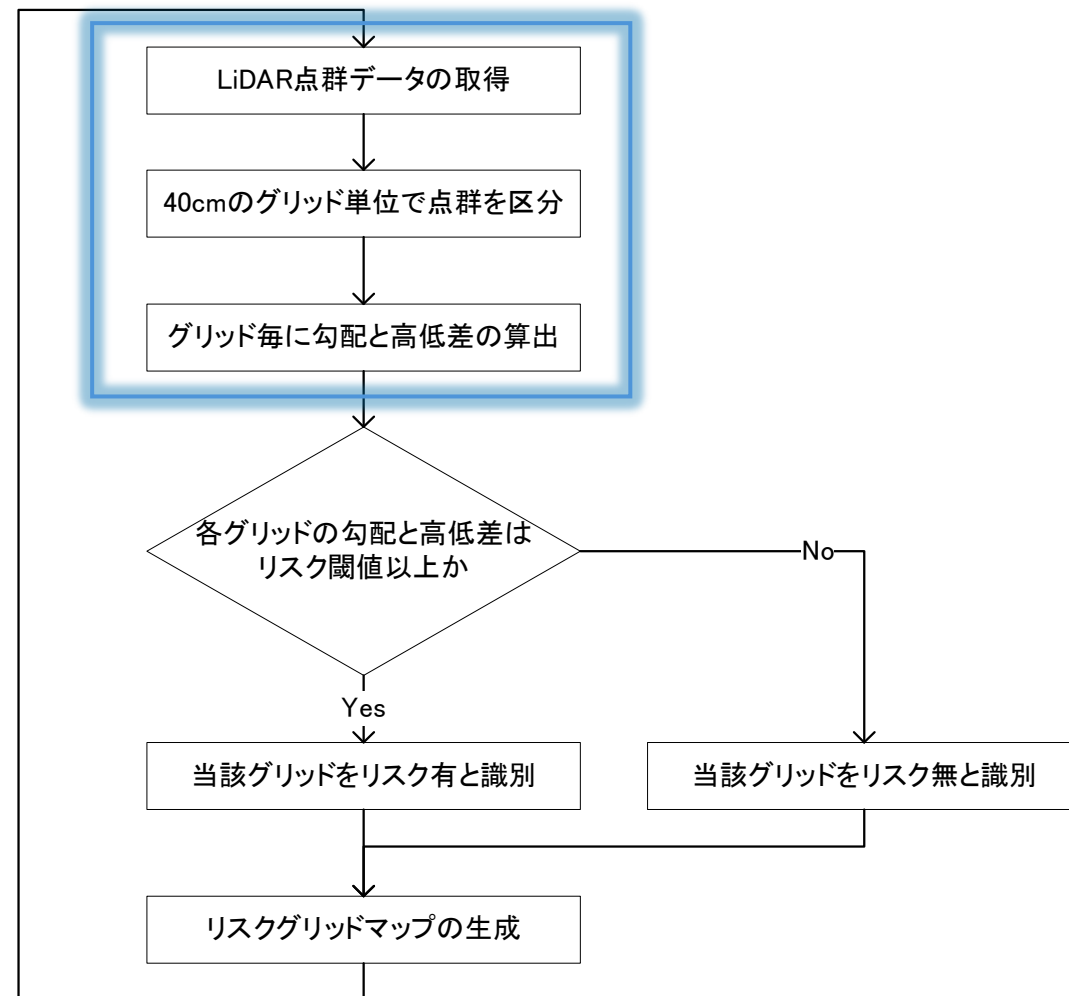 LiDAR点群データの取得
40cmのグリッド単位で点群を区分
グリッド毎に勾配と高低差の算出
各グリッドの勾配と高低差は
リスク閾値以上か
No
Yes
当該グリッドをリスク有と識別
当該グリッドをリスク無と識別
リスクグリッドマップの生成